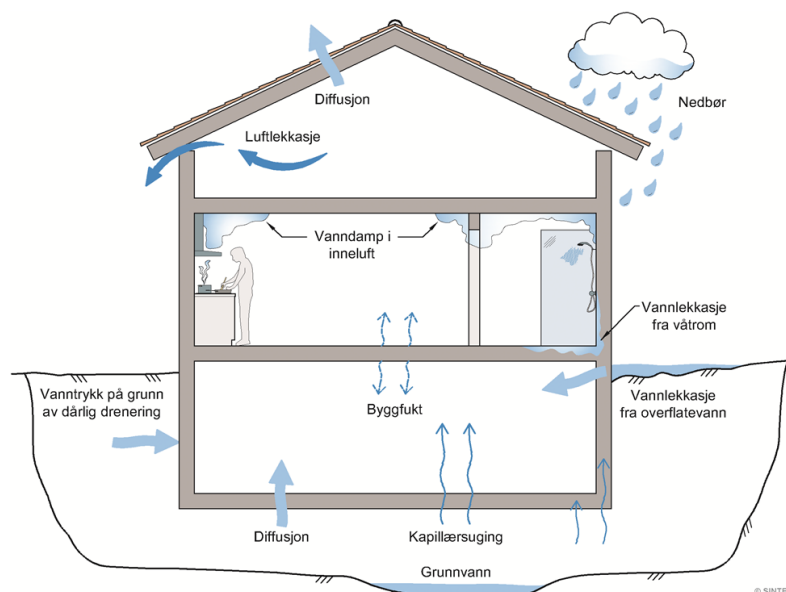 Diffusjon
Nedbør
Luftlekkasje
Vanndamp i
inneluft
Vannlekkasje
fra våtrom
Vanntrykk på grunn
av dårlig drenering
Byggfukt
Vannlekkasje
fra overflatevann
Diffusjon
Kapillærsuging
Grunnvann